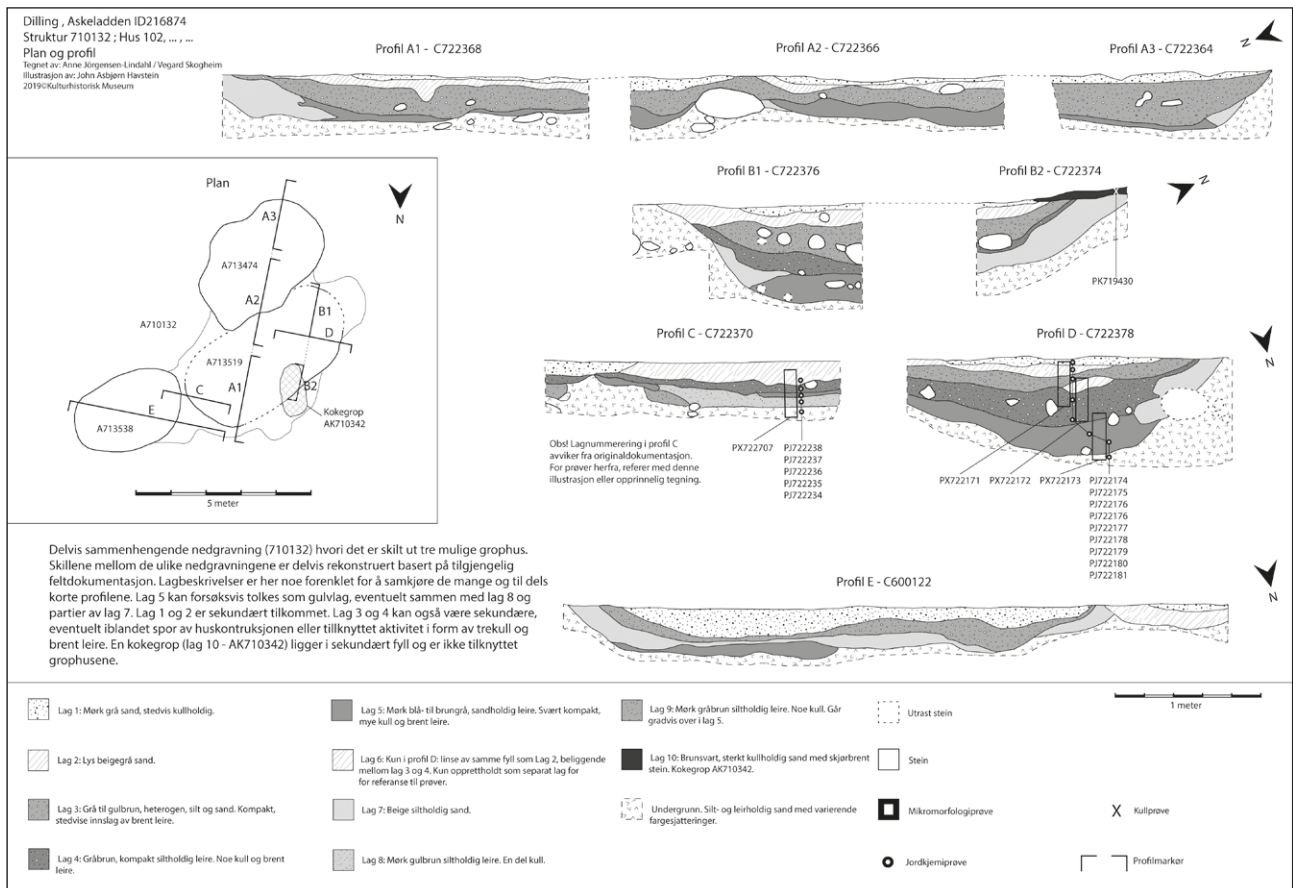 Dilling , Askeladden ID216874
Struktur 710132 ; Hus 102, ... , ...
Plan og profil
Tegnet av: Anne Jörgensen-Lindahl / Vegard Skogheim
Illustrasjon av: John Asbjørn Havstein
2019©Kulturhistorisk Museum
Profil A1 - C722368
Profil A2 - C722366
Profil A3 - C722364
N
Plan
N
A3
A713474
A2
B1
D
A710132
A713519
C
A1
B2
E
A713538
Kokegrop
AK710342
5 meter
Profil B1 - C722376
Profil B2 - C722374
N
PK719430
Profil C - C722370
Profil D - C722378
N
Obs! Lagnummerering i profil C
avviker fra originaldokumentasjon.
For prøver herfra, referer med denne
illustrasjon eller opprinnelig tegning.
PX722707
PJ722238
PJ722237
PJ722236
PJ722235
PJ722234
PX722171
PX722172
PX722173
PJ722174
PJ722175
PJ722176
PJ722176
PJ722177
PJ722178
PJ722179
PJ722180
PJ722181
Delvis sammenhengende nedgravning (710132) hvori det er skilt ut tre mulige grophus.
Skillene mellom de ulike nedgravningene er delvis rekonstruert basert på tilgjengelig
feltdokumentasjon. Lagbeskrivelser er her noe forenklet for å samkjøre de mange og til dels
korte profilene. Lag 5 kan forsøksvis tolkes som gulvlag, eventuelt sammen med lag 8 og
partier av lag 7. Lag 1 og 2 er sekundært tilkommet. Lag 3 og 4 kan også være sekundære,
eventuelt iblandet spor av huskontruksjonen eller tillknyttet aktivitet i form av trekull og
brent leire. En kokegrop (lag 10 - AK710342) ligger i sekundært fyll og er ikke tilknyttet
grophusene.
Profil E - C600122
N
1 meter
Lag 1: Mørk grå sand, stedvis kullholdig.
Lag 2: Lys beigegrå sand.
Lag 3: Grå til gulbrun, heterogen, silt og sand. Kompakt,
stedvise innslag av brent leire.
Lag 4: Gråbrun, kompakt siltholdig leire. Noe kull og brent
leire.
Lag 5: Mørk blå- til brungrå, sandholdig leire. Svært kompakt,
mye kull og brent leire.
Lag 6: Kun i profil D: linse av samme fyll som Lag 2, beliggende
mellom lag 3 og 4. Kun opprettholdt som separat lag for
for referanse til prøver.
Lag 7: Beige siltholdig sand.
Lag 8: Mørk gulbrun siltholdig leire. En del kull.
Lag 9: Mørk gråbrun siltholdig leire. Noe kull. Går
gradvis over i lag 5.
Lag 10: Brunsvart, sterkt kullholdig sand med skjørbrent
stein. Kokegrop AK710342.
Undergrunn. Silt- og leirholdig sand med varierende
fargesjatteringer.
Utrast stein
Stein
Mikromorfologiprøve
Jordkjemiprøve
X Kullprøve
Profilmarkør